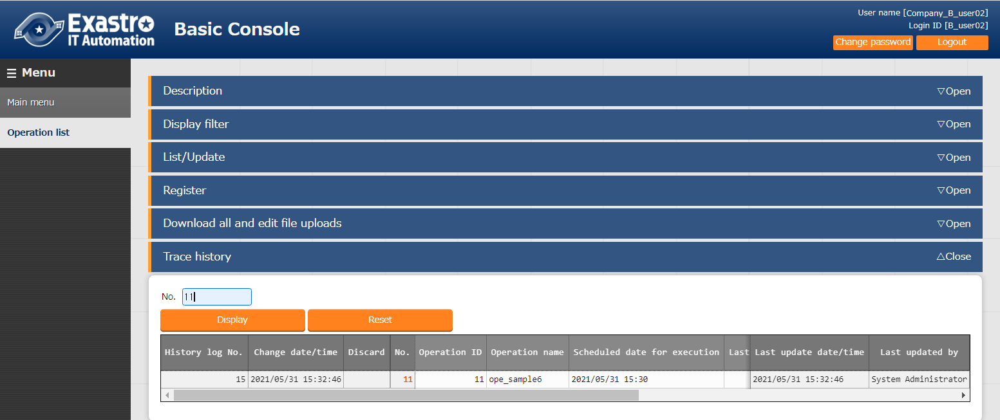 Exastro
IT Automation
Basic Console
User name [Company_B_user02]
Login ID [B_user02]
Change password
Logout
Menu
Main menu
Operation list
Description
▽Open
Display filter
▽Open
List/Update
▽Open
Register
▽Open
Download all and edit file uploads
▽Open
Trace history
△Close
No. 11
Display
Reset
History log No. Change date/time Discard No. Operation ID Operation name Scheduled date for execution Last Last update date/time Last updated by
15 2021/05/31 15:32:46 11 11 ope_sample6 2021/05/31 15:30 2021/05/31 15:32:46 System Administrator